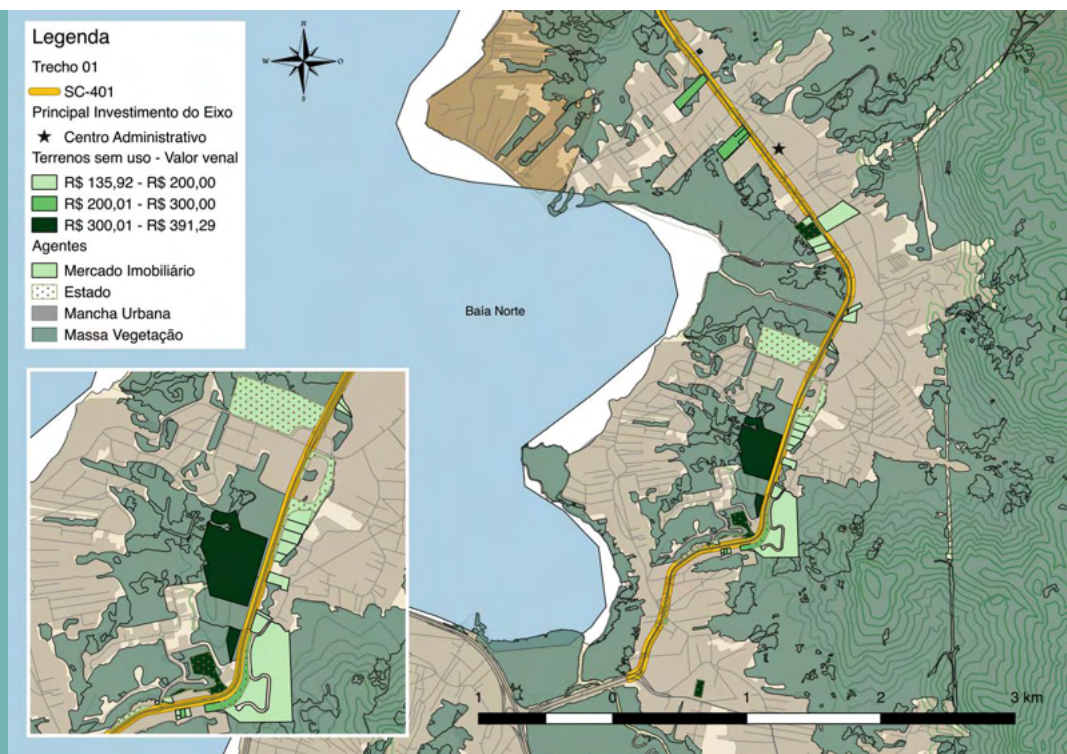 Legenda
Trecho 01
SC-401
Principal Investimento do Eixo
Centro Administrativo
Terrenos sem uso - Valor venal
R$ 135,92 - R$ 200,00
R$ 200,01 - R$ 300,00
R$ 300,01 - R$ 391,29
Agentes
Mercado Imobiliário
Estado
Mancha Urbana
Massa Vegetação
N
O
S
Baía Norte
1 0 1 2 3 km